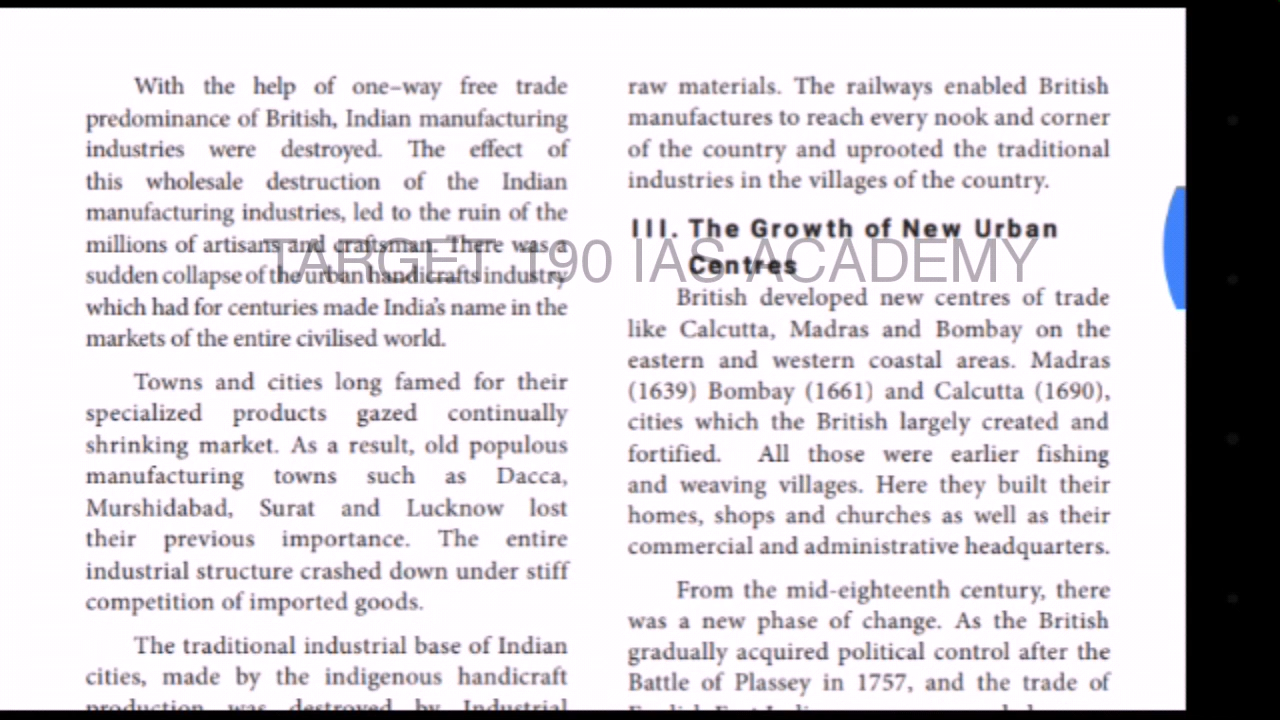 With the help of one–way free trade
predominance of British, Indian manufacturing
industries were destroyed. The effect of
this wholesale destruction of the Indian
manufacturing industries, led to the ruin of the
millions of artisans and craftsman. There was a
sudden collapse of the urban handicrafts industry
which had for centuries made India's name in the
markets of the entire civilised world.
Towns and cities long famed for their
specialized products gazed continually
shrinking market. As a result, old populous
manufacturing towns such as Dacca,
Murshidabad, Surat and Lucknow lost
their previous importance. The entire
industrial structure crashed down under stiff
competition of imported goods.
The traditional industrial base of Indian
cities, made by the indigenous handicraft
production was destroyed by Industrial
raw materials. The railways enabled British
manufactures to reach every nook and corner
of the country and uprooted the traditional
industries in the villages of the country.
III. The Growth of New Urban
Centres
British developed new centres of trade
like Calcutta, Madras and Bombay on the
eastern and western coastal areas. Madras
(1639) Bombay (1661) and Calcutta (1690),
cities which the British largely created and
fortified. All those were earlier fishing
and weaving villages. Here they built their
homes, shops and churches as well as their
commercial and administrative headquarters.
From the mid-eighteenth century, there
was a new phase of change. As the British
gradually acquired political control after the
Battle of Plassey in 1757, and the trade of
TARGET 190 IAS ACADEMY